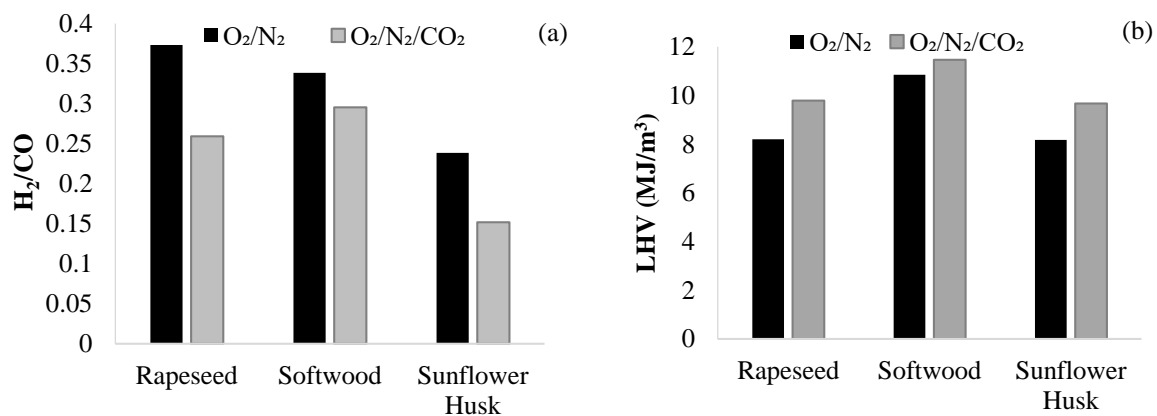 (a)
O₂/N₂ O₂/N₂/CO₂
H₂/CO
0.4
0.35
0.3
0.25
0.2
0.15
0.1
0.05
0
Rapeseed Softwood Sunflower
Husk
(b)
O₂/N₂ O₂/N₂/CO₂
LHV (MJ/m³)
12
10
8
6
4
2
0
Rapeseed Softwood Sunflower
Husk